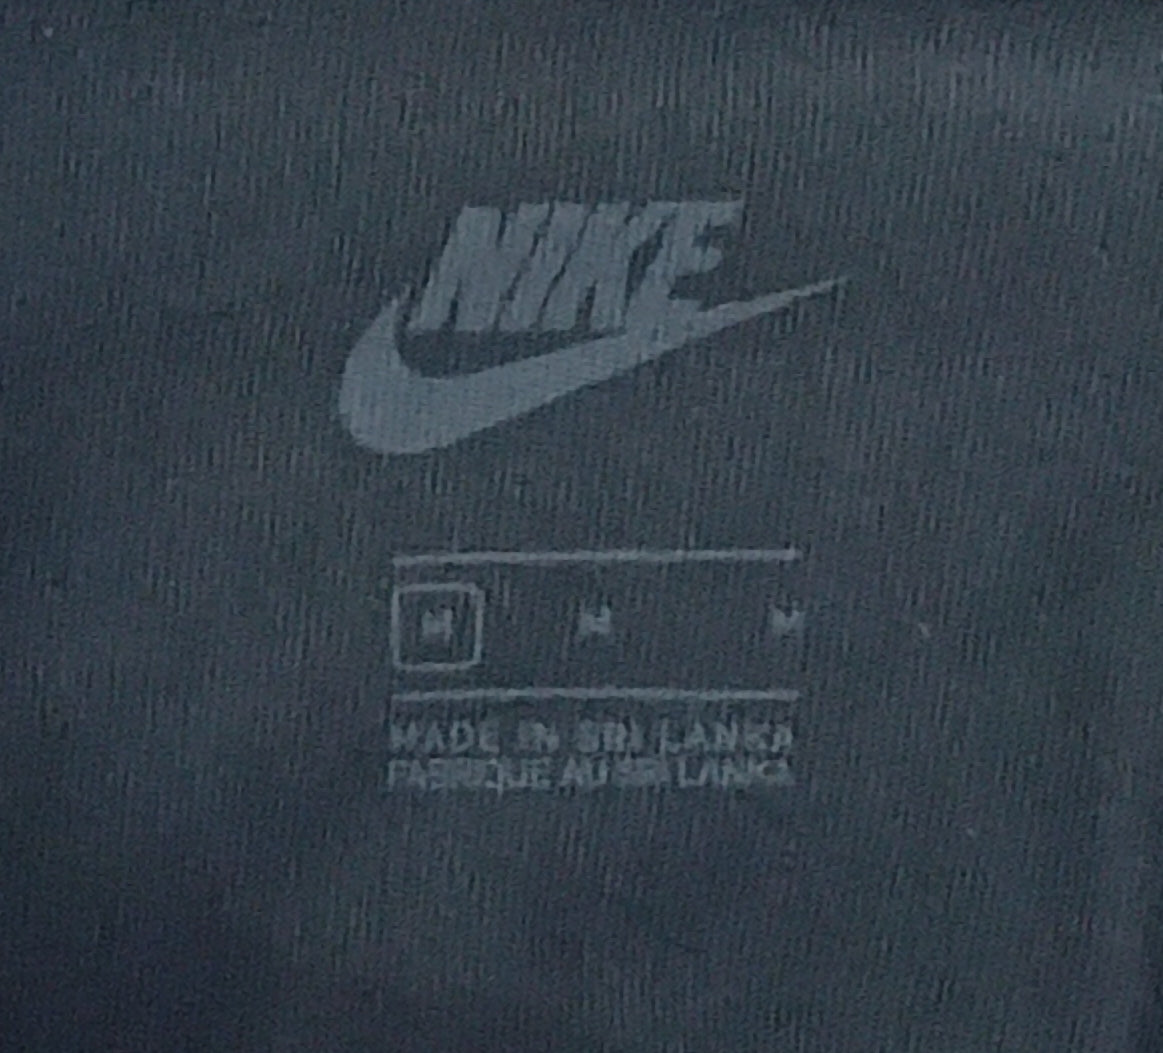 NIKE
M M M
MADE IN SRI LANKA
FABRIQUE AU SRI LANKA